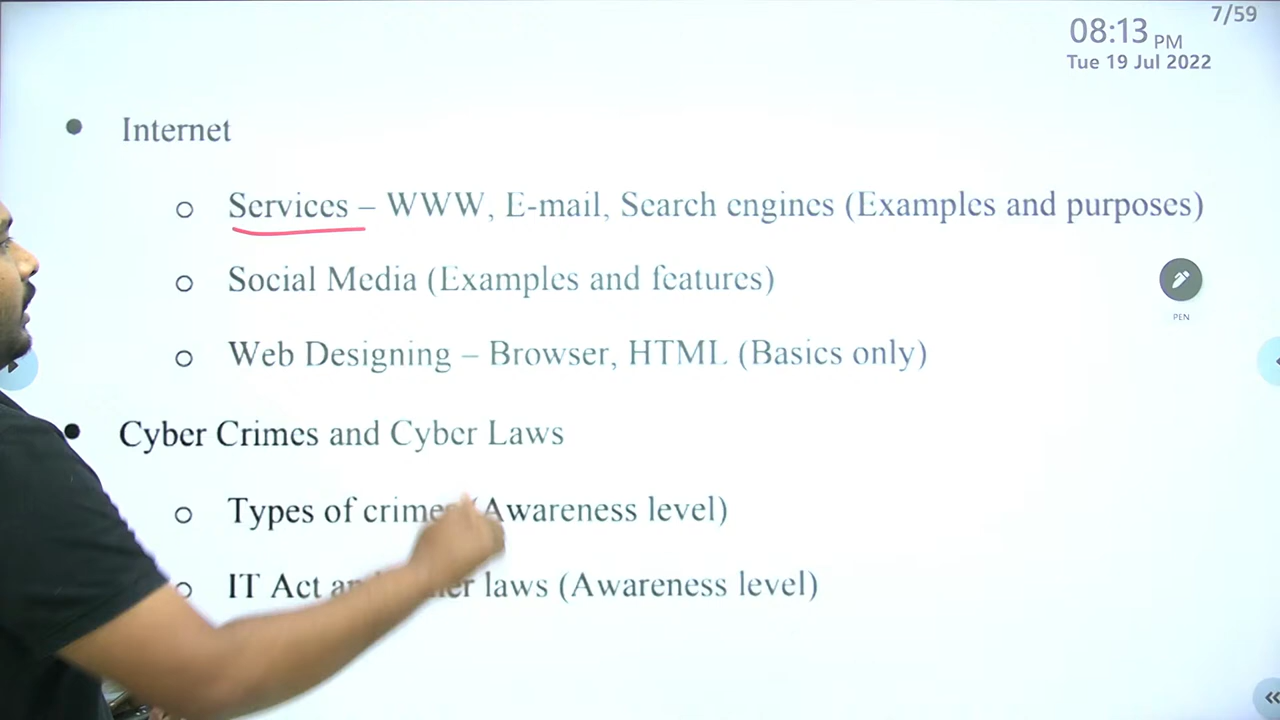 7/59
08:13 PM
Tue 19 Jul 2022
Internet
Services – WWW, E-mail, Search engines (Examples and purposes)
Social Media (Examples and features)
PEN
Web Designing – Browser, HTML (Basics only)
Cyber Crimes and Cyber Laws
Types of crimes (Awareness level)
IT Act laws (Awareness level)